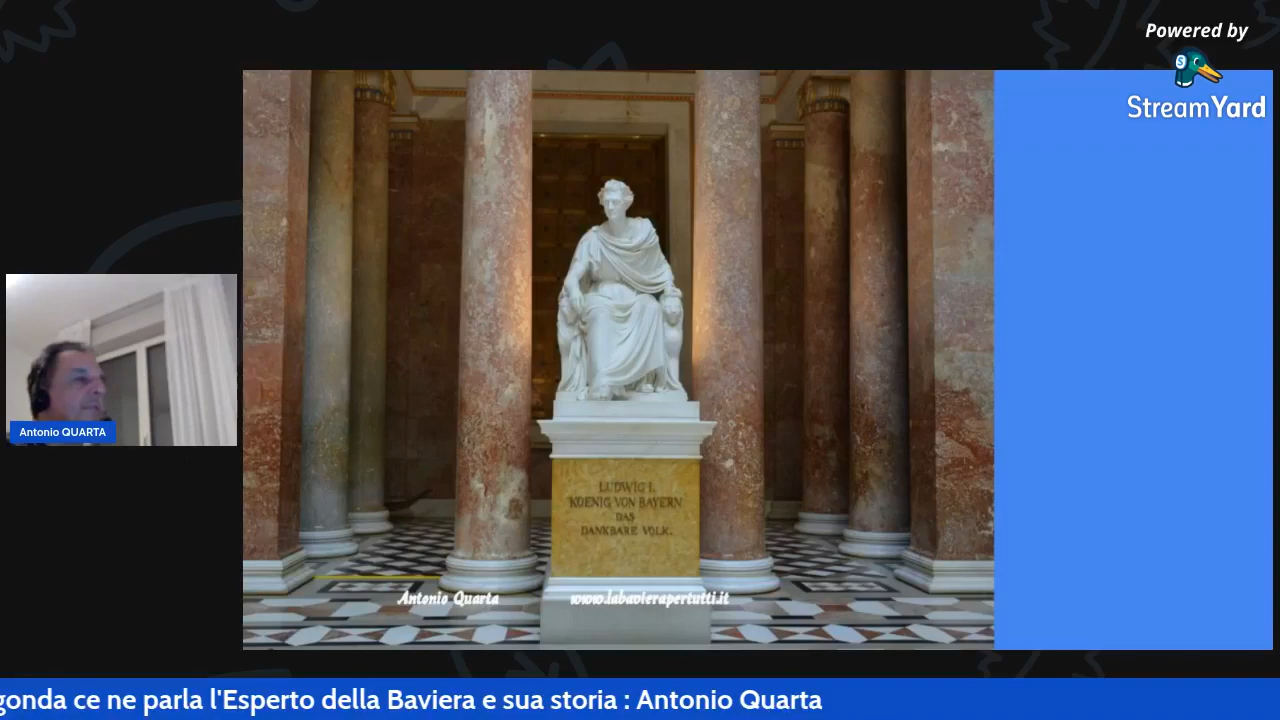 Powered by
StreamYard
LUDWIG I.
KOENIG VON BAYERN
DAS
DANKBARE VOLK.
Antonio Quarta
www.labavierapertutti.it
Antonio QUARTA
gonda ce ne parla l'Esperto della Baviera e sua storia : Antonio Quarta